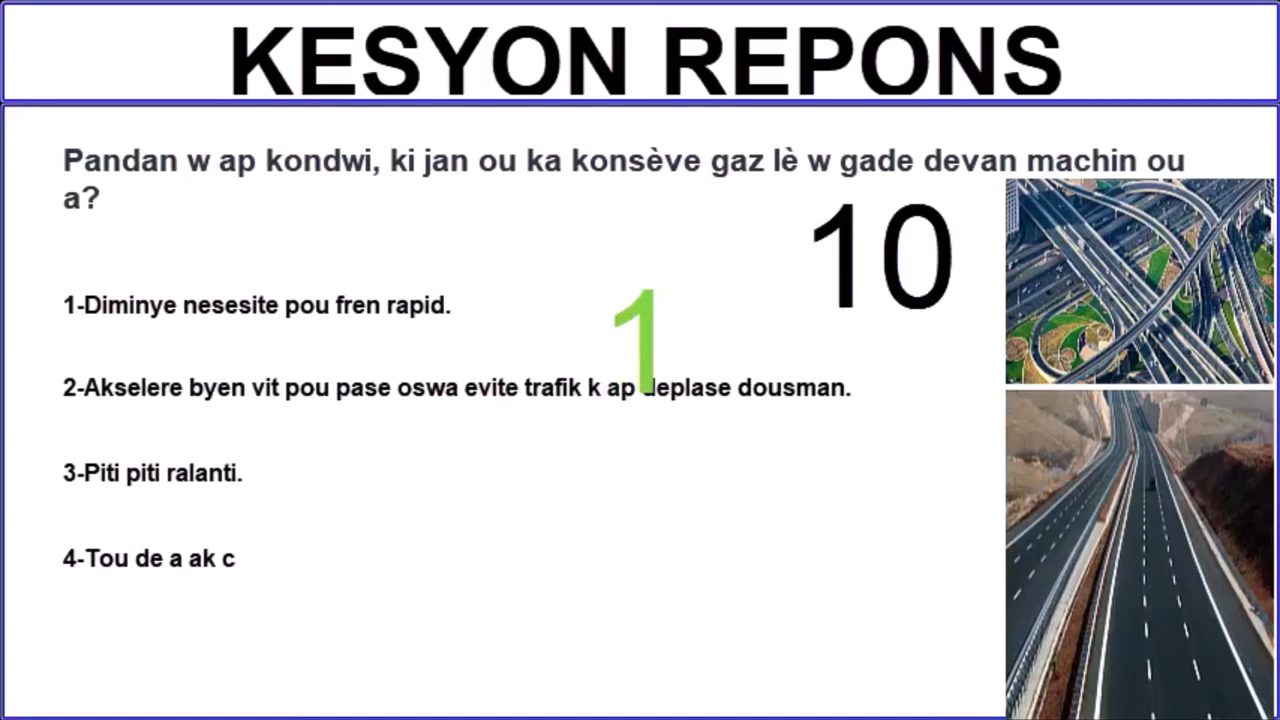 KESYON REPONS
Pandan w ap kondwi, ki jan ou ka konsève gaz lè w gade devan machin ou
a?
10
1-Diminye nesesite pou fren rapid.
1
2-Akselere byen vit pou pase oswa evite trafik k ap deplase dousman.
3-Piti piti ralanti.
4-Tou de a ak c